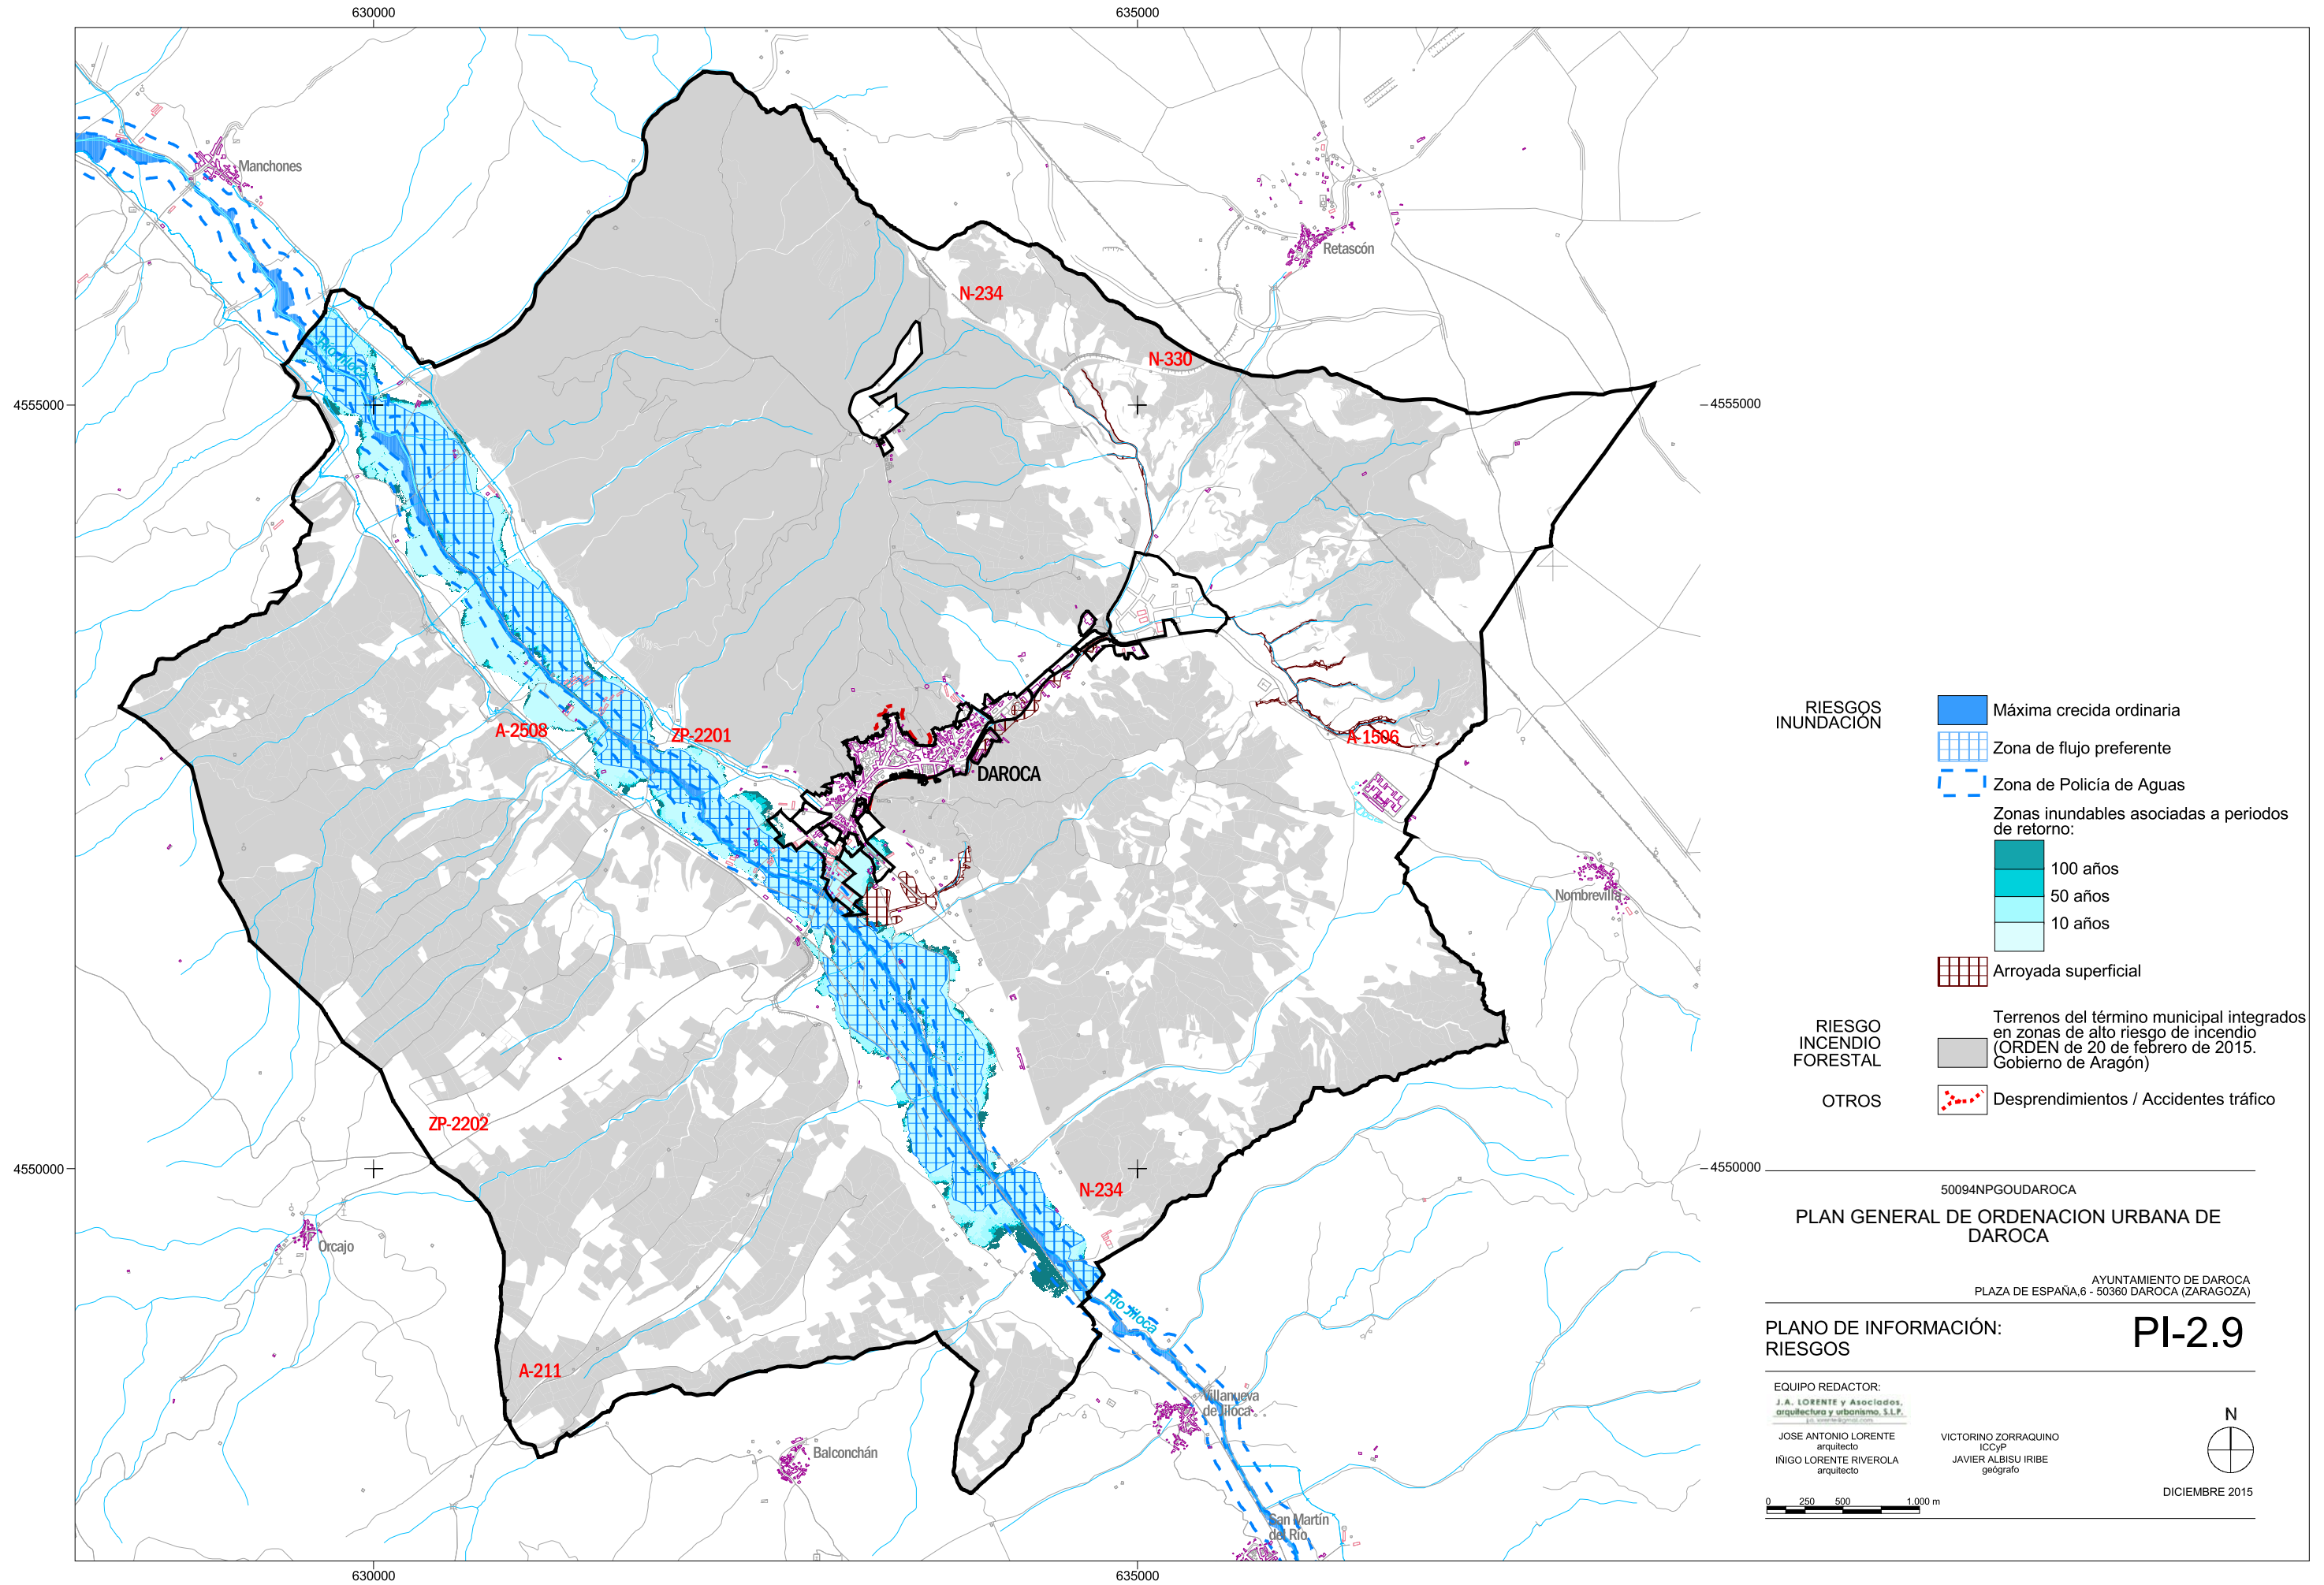 630000
635000
Manchones
Retascón
N-234
Río Jiloca
N-330
4555000
4555000
A-2508
ZP-2201
A-1506
DAROCA
Nombrevilla
ZP-2202
4550000
4550000
N-234
Orcajo
Río Jiloca
A-211
Villanueva
de Jiloca
Balconchán
San Martín
del Río
630000
635000
RIESGOS
INUNDACIÓN
Máxima crecida ordinaria
Zona de flujo preferente
Zona de Policía de Aguas
Zonas inundables asociadas a periodos
de retorno:
100 años
50 años
10 años
Arroyada superficial
RIESGO
INCENDIO
FORESTAL
Terrenos del término municipal integrados
en zonas de alto riesgo de incendio
(ORDEN de 20 de febrero de 2015.
Gobierno de Aragón)
OTROS
Desprendimientos / Accidentes tráfico
50094NPGOUDAROCA
PLAN GENERAL DE ORDENACION URBANA DE
DAROCA
AYUNTAMIENTO DE DAROCA
PLAZA DE ESPAÑA,6 - 50360 DAROCA (ZARAGOZA)
PLANO DE INFORMACIÓN:
RIESGOS
PI-2.9
EQUIPO REDACTOR:
J.A. LORENTE y Asociados,
arquitectura y urbanismo, S.L.P.
JOSE ANTONIO LORENTE
arquitecto
IÑIGO LORENTE RIVEROLA
arquitecto
VICTORINO ZORRAQUINO
ICCyP
JAVIER ALBISU IRIBE
geógrafo
N
DICIEMBRE 2015
0 250 500 1.000 m